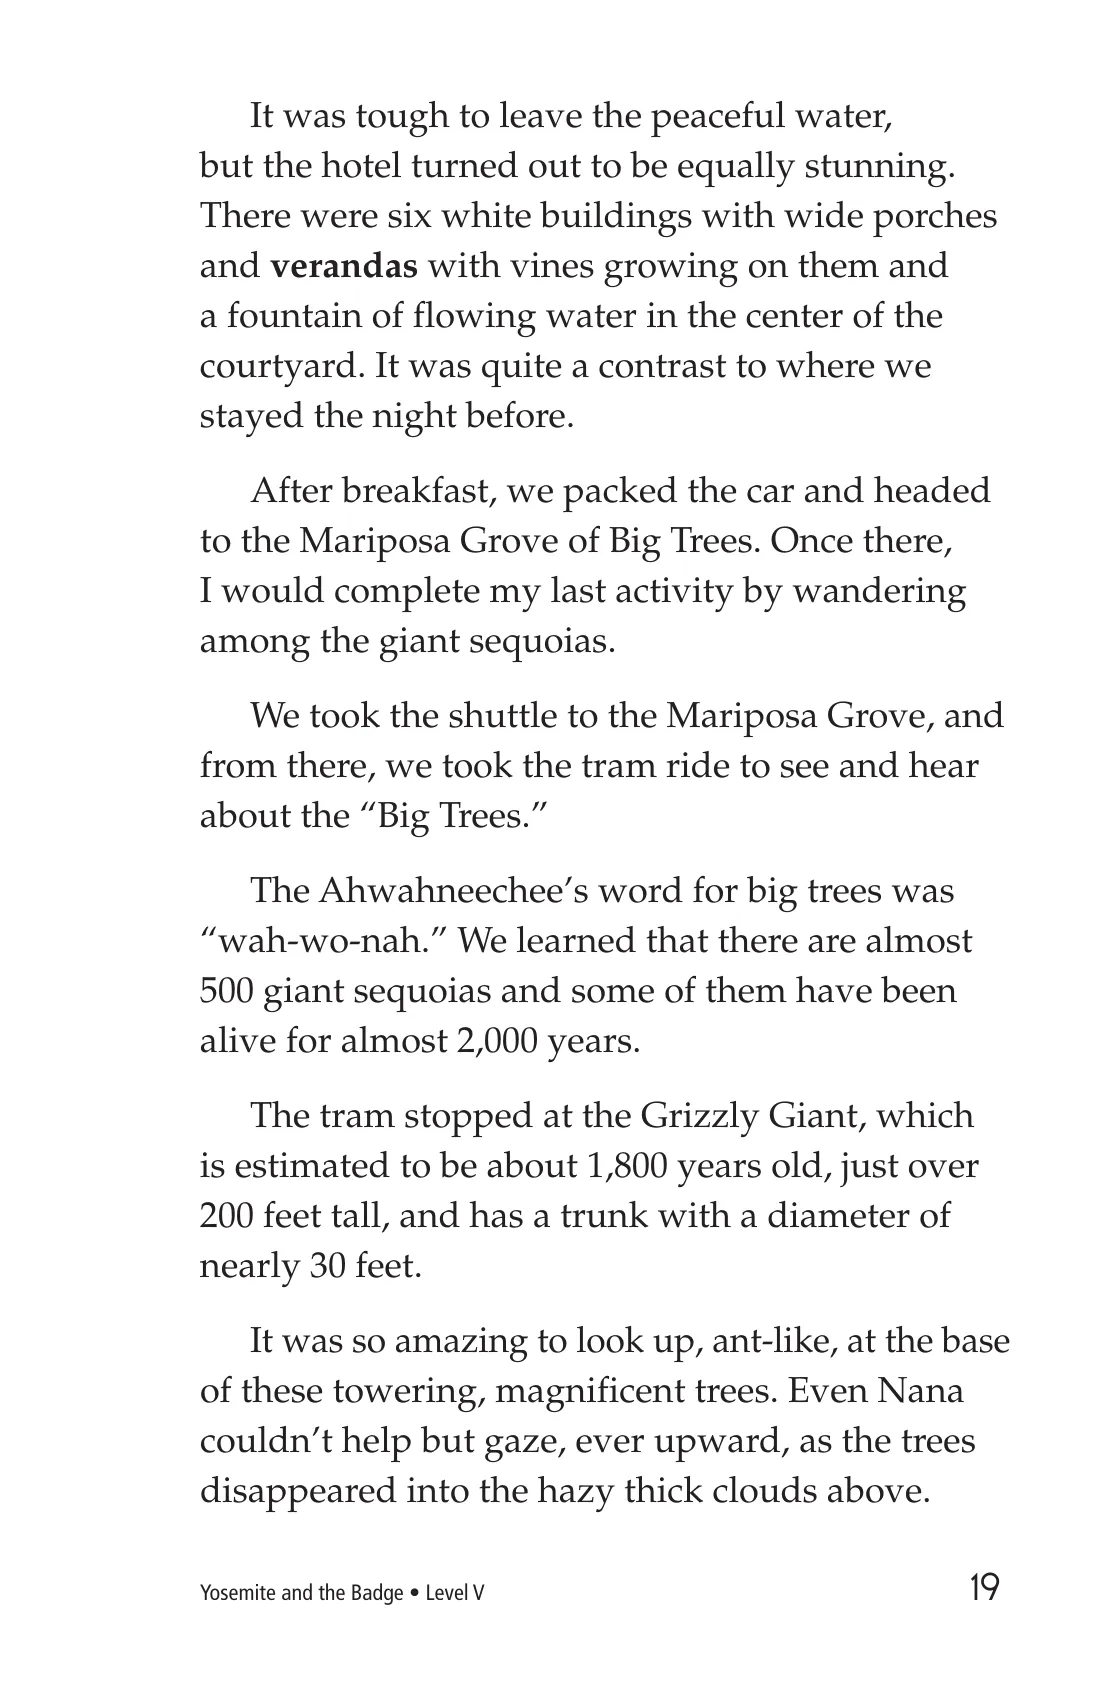 It was tough to leave the peaceful water,
but the hotel turned out to be equally stunning.
There were six white buildings with wide porches
and verandas with vines growing on them and
a fountain of flowing water in the center of the
courtyard. It was quite a contrast to where we
stayed the night before.
After breakfast, we packed the car and headed
to the Mariposa Grove of Big Trees. Once there,
I would complete my last activity by wandering
among the giant sequoias.
We took the shuttle to the Mariposa Grove, and
from there, we took the tram ride to see and hear
about the “Big Trees.”
The Ahwahneechee’s word for big trees was
“wah-wo-nah.” We learned that there are almost
500 giant sequoias and some of them have been
alive for almost 2,000 years.
The tram stopped at the Grizzly Giant, which
is estimated to be about 1,800 years old, just over
200 feet tall, and has a trunk with a diameter of
nearly 30 feet.
It was so amazing to look up, ant-like, at the base
of these towering, magnificent trees. Even Nana
couldn’t help but gaze, ever upward, as the trees
disappeared into the hazy thick clouds above.
Yosemite and the Badge • Level V
19